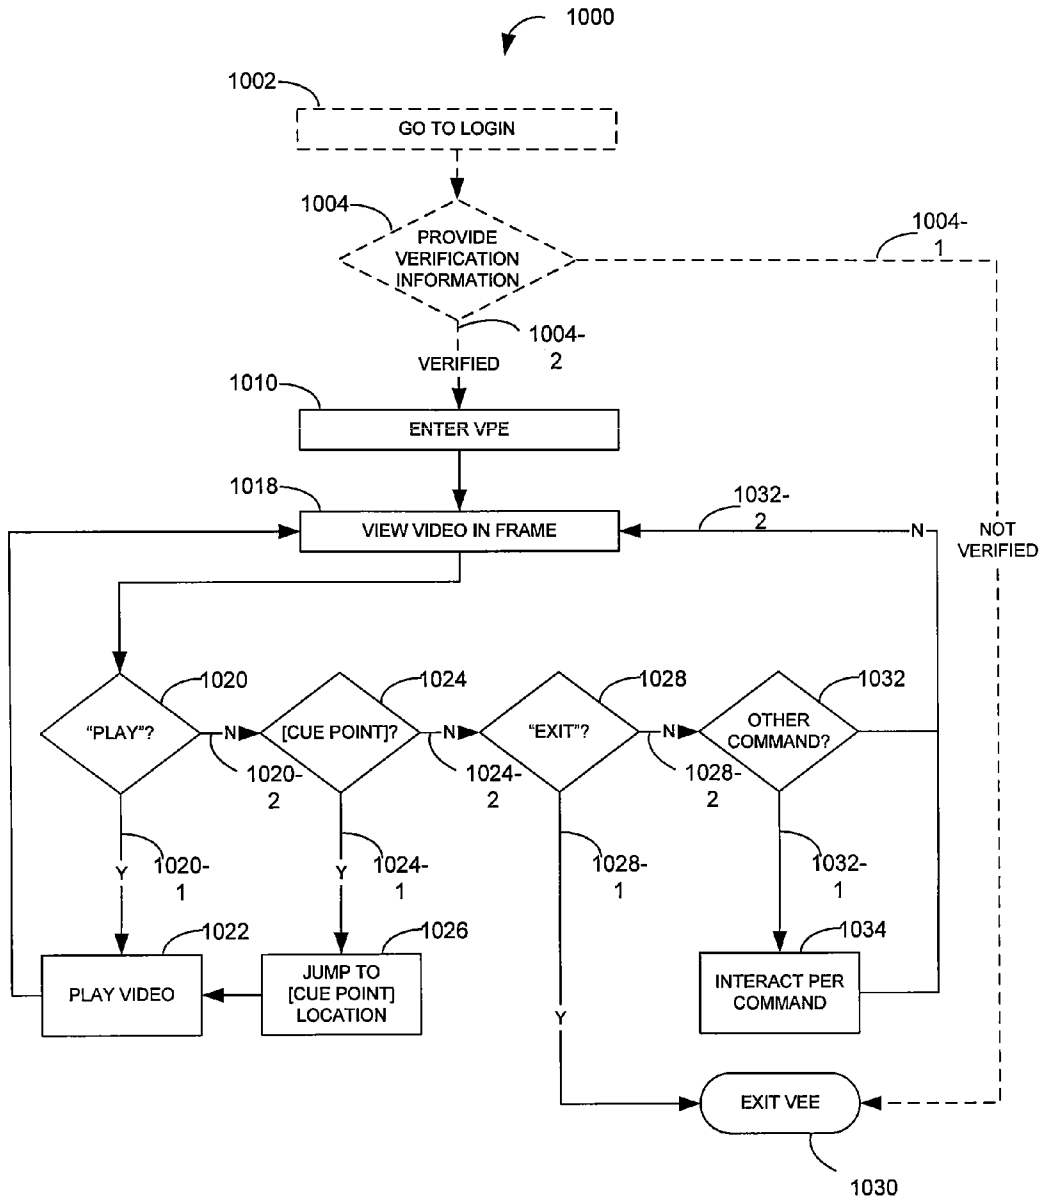 1000
1002
GO TO LOGIN
1004
PROVIDE
VERIFICATION
INFORMATION
1004-
1
1004-
2
VERIFIED
1010
ENTER VPE
1018
VIEW VIDEO IN FRAME
1032-
2
N
NOT
VERIFIED
1020
1024
1028
1032
"PLAY"?
N
[CUE POINT]?
N
"EXIT"?
N
OTHER
COMMAND?
1020-
2
1024-
2
1028-
2
Y
1020-
1
Y
1024-
1
1028-
1
1032-
1
1022
1026
1034
PLAY VIDEO
JUMP TO
[CUE POINT]
LOCATION
INTERACT PER
COMMAND
Y
EXIT VEE
1030